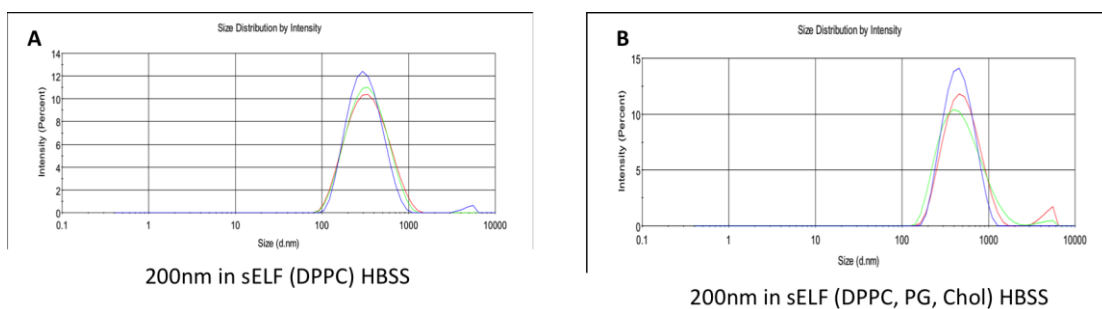 A
Size Distribution by Intensity
14
12
10
8
6
4
2
0
Intensity (Percent)
0.1 1 10 100 1000 10000
Size (d.nm)
200nm in sELF (DPPC) HBSS
B
Size Distribution by Intensity
15
10
5
0
Intensity (Percent)
0.1 1 10 100 1000 10000
Size (d.nm)
200nm in sELF (DPPC, PG, Chol) HBSS